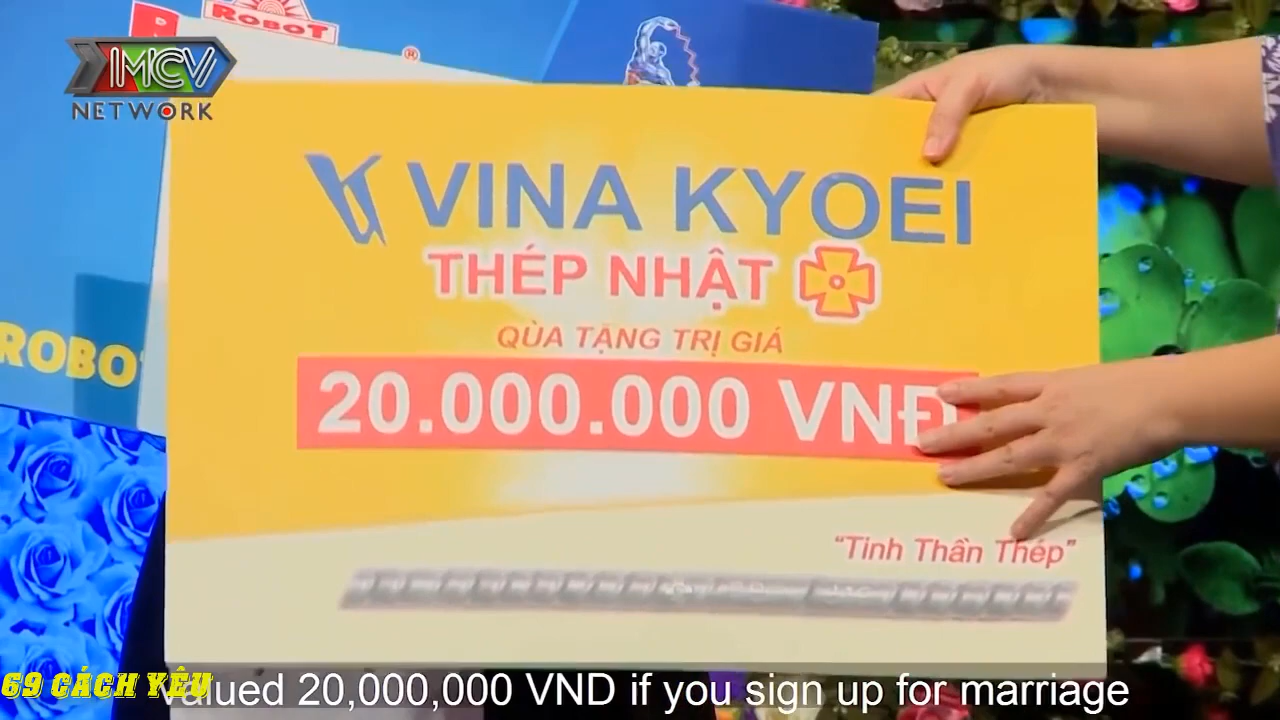 ROBOT
®
MCV
NETWORK
VINA KYOEI
THÉP NHẬT
QÙA TẶNG TRỊ GIÁ
20.000.000 VNĐ
ROBOT
"Tinh Thần Thép"
69 CÁCH YÊU
valued 20,000,000 VND if you sign up for marriage